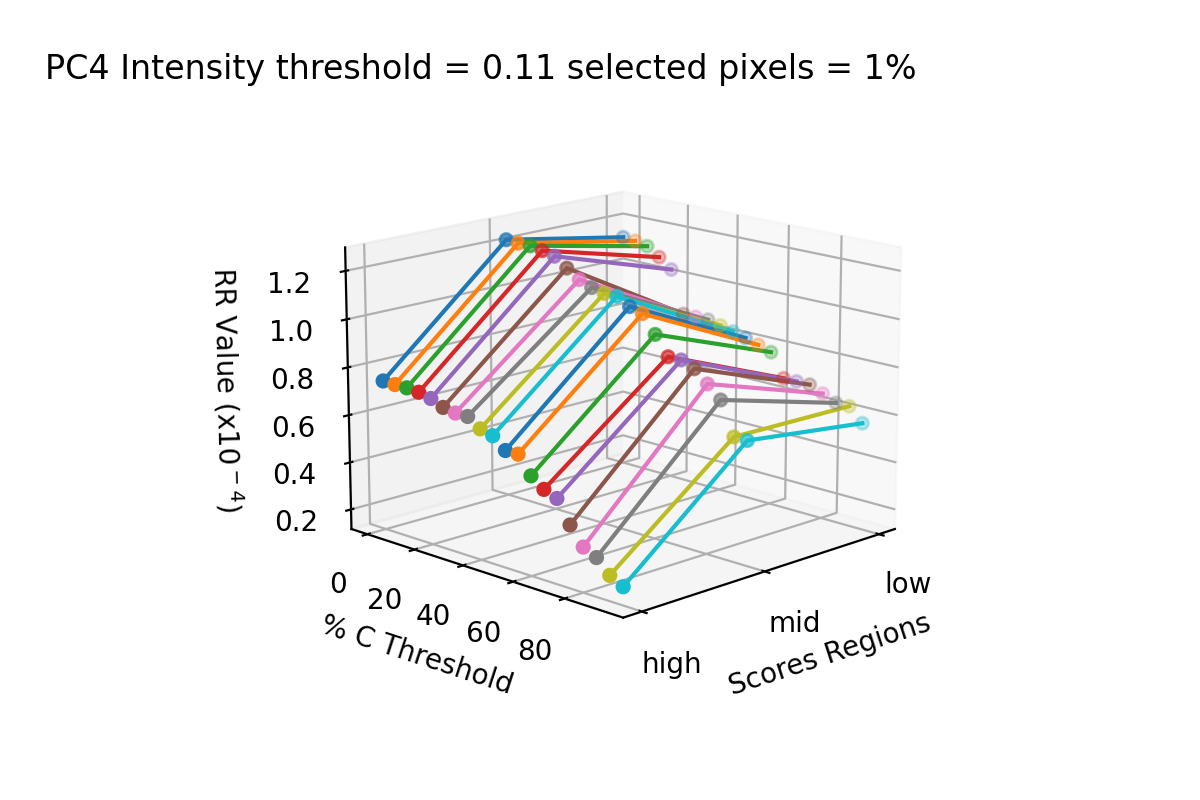 PC4 Intensity threshold = 0.11 selected pixels = 1%
RR Value (x10⁻⁴)
1.2
1.0
0.8
0.6
0.4
0.2
0
20
40
60
80
% C Threshold
low
mid
high
Scores Regions